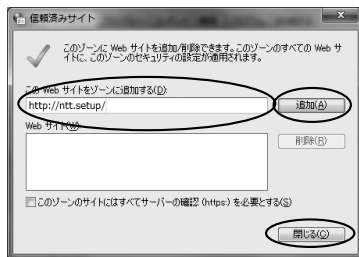 信頼済みサイト
このゾーンに Web サイトを追加/削除できます。このゾーンのすべての Web サ
イトに、このゾーンのセキュリティの設定が適用されます。
この Web サイトをゾーンに追加する(D):
http://ntt.setup/
追加(A)
Web サイト(W):
削除(R)
このゾーンのサイトにはすべてサーバーの確認 (https:) を必要とする(S)
閉じる(C)